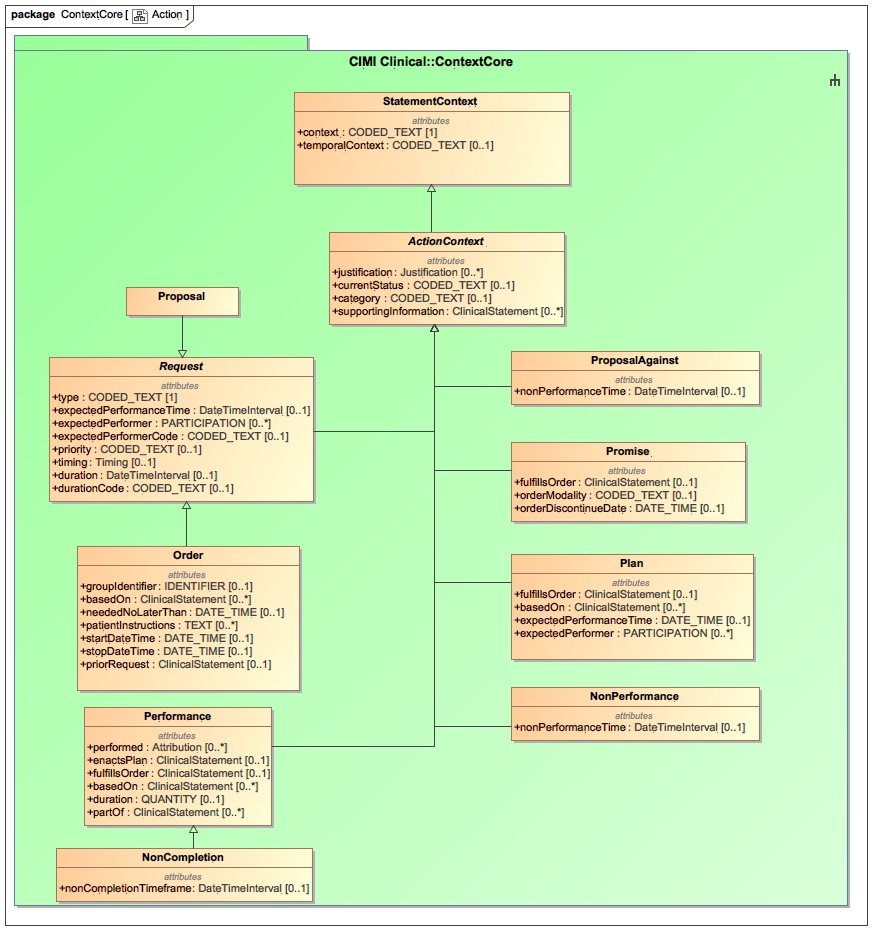 package ContextCore [ Action ]
CIMI Clinical::ContextCore
StatementContext
attributes
+context : CODED_TEXT [1]
+temporalContext : CODED_TEXT [0..1]
ActionContext
attributes
+justification : Justification [0..*]
+currentStatus : CODED_TEXT [0..1]
+category : CODED_TEXT [0..1]
+supportingInformation : ClinicalStatement [0..*]
Proposal
Request
attributes
+type : CODED_TEXT [1]
+expectedPerformanceTime : DateTimeInterval [0..1]
+expectedPerformer : PARTICIPATION [0..*]
+expectedPerformerCode : CODED_TEXT [0..1]
+priority : CODED_TEXT [0..1]
+timing : Timing [0..1]
+duration : DateTimeInterval [0..1]
+durationCode : CODED_TEXT [0..1]
ProposalAgainst
attributes
+nonPerformanceTime : DateTimeInterval [0..1]
Promise
attributes
+fulfillsOrder : ClinicalStatement [0..1]
+orderModality : CODED_TEXT [0..1]
+orderDiscontinueDate : DATE_TIME [0..1]
Order
attributes
+groupIdentifier : IDENTIFIER [0..1]
+basedOn : ClinicalStatement [0..*]
+neededNoLaterThan : DATE_TIME [0..1]
+patientInstructions : TEXT [0..*]
+startDateTime : DATE_TIME [0..1]
+stopDateTime : DATE_TIME [0..1]
+priorRequest : ClinicalStatement [0..1]
Plan
attributes
+fulfillsOrder : ClinicalStatement [0..1]
+basedOn : ClinicalStatement [0..*]
+expectedPerformanceTime : DATE_TIME [0..1]
+expectedPerformer : PARTICIPATION [0..*]
NonPerformance
attributes
+nonPerformanceTime : DateTimeInterval [0..1]
Performance
attributes
+performed : Attribution [0..*]
+enactsPlan : ClinicalStatement [0..1]
+fulfillsOrder : ClinicalStatement [0..1]
+basedOn : ClinicalStatement [0..*]
+duration : QUANTITY [0..1]
+partOf : ClinicalStatement [0..*]
NonCompletion
attributes
+nonCompletionTimeframe : DateTimeInterval [0..1]